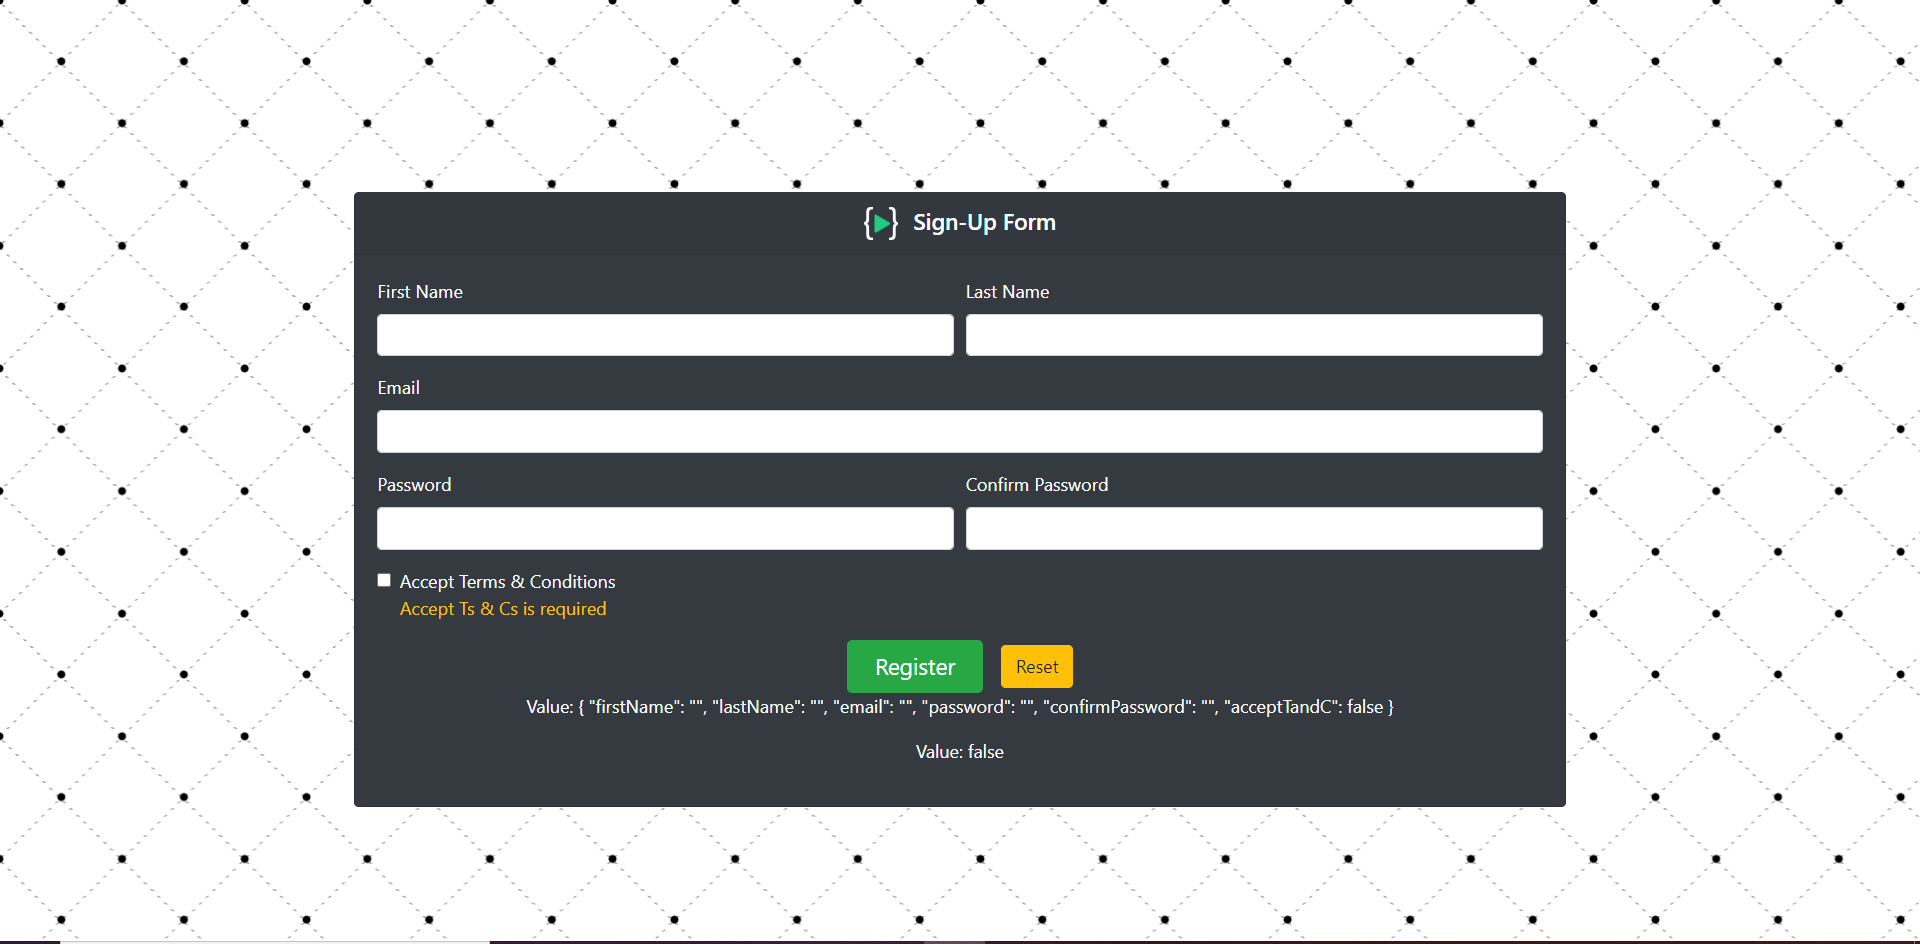 Sign-Up Form
First Name Last Name
Email
Password Confirm Password
Accept Terms & Conditions
Accept Ts & Cs is required
Register Reset
Value: { "firstName": "", "lastName": "", "email": "", "password": "", "confirmPassword": "", "acceptTandC": false }
Value: false